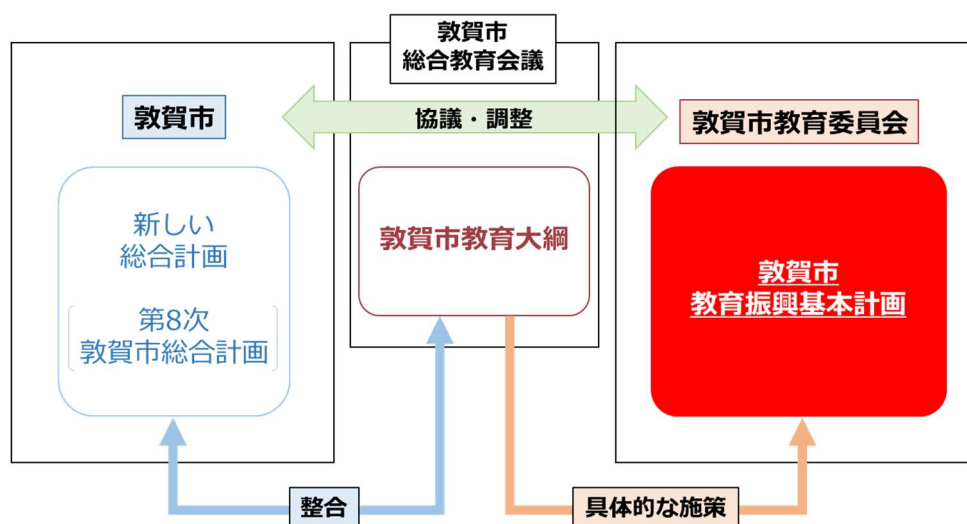 敦賀市
総合教育会議
敦賀市
協議・調整
敦賀市教育委員会
新しい
総合計画
第8次
敦賀市総合計画
敦賀市教育大綱
敦賀市
教育振興基本計画
整合
具体的な施策